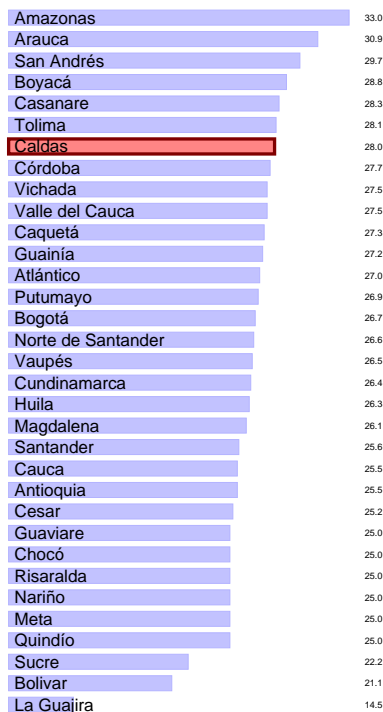 Amazonas 33.0
Arauca 30.9
San Andrés 29.7
Boyacá 28.8
Casanare 28.3
Tolima 28.1
Caldas 28.0
Córdoba 27.7
Vichada 27.5
Valle del Cauca 27.5
Caquetá 27.3
Guainía 27.2
Atlántico 27.0
Putumayo 26.9
Bogotá 26.7
Norte de Santander 26.6
Vaupés 26.5
Cundinamarca 26.4
Huila 26.3
Magdalena 26.1
Santander 25.6
Cauca 25.5
Antioquia 25.5
Cesar 25.2
Guaviare 25.0
Chocó 25.0
Risaralda 25.0
Nariño 25.0
Meta 25.0
Quindío 25.0
Sucre 22.2
Bolivar 21.1
La Guajira 14.5